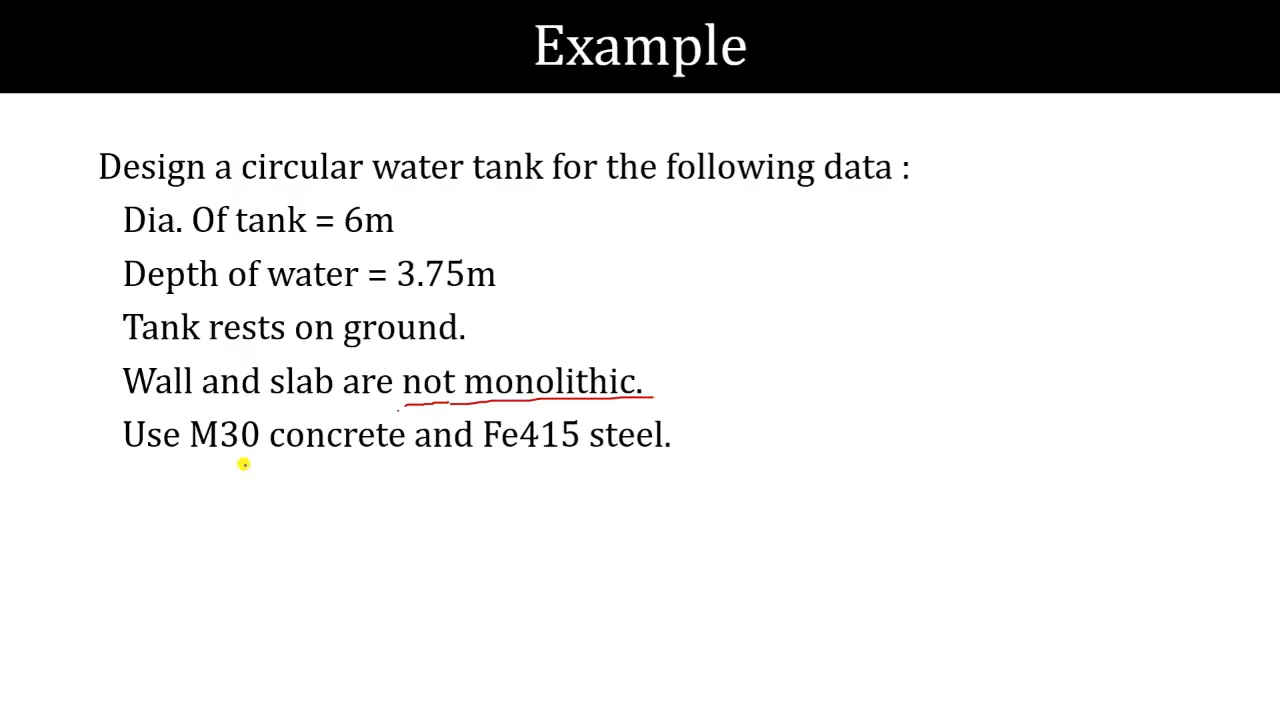 Example
Design a circular water tank for the following data :
Dia. Of tank = 6m
Depth of water = 3.75m
Tank rests on ground.
Wall and slab are not monolithic.
Use M30 concrete and Fe415 steel.